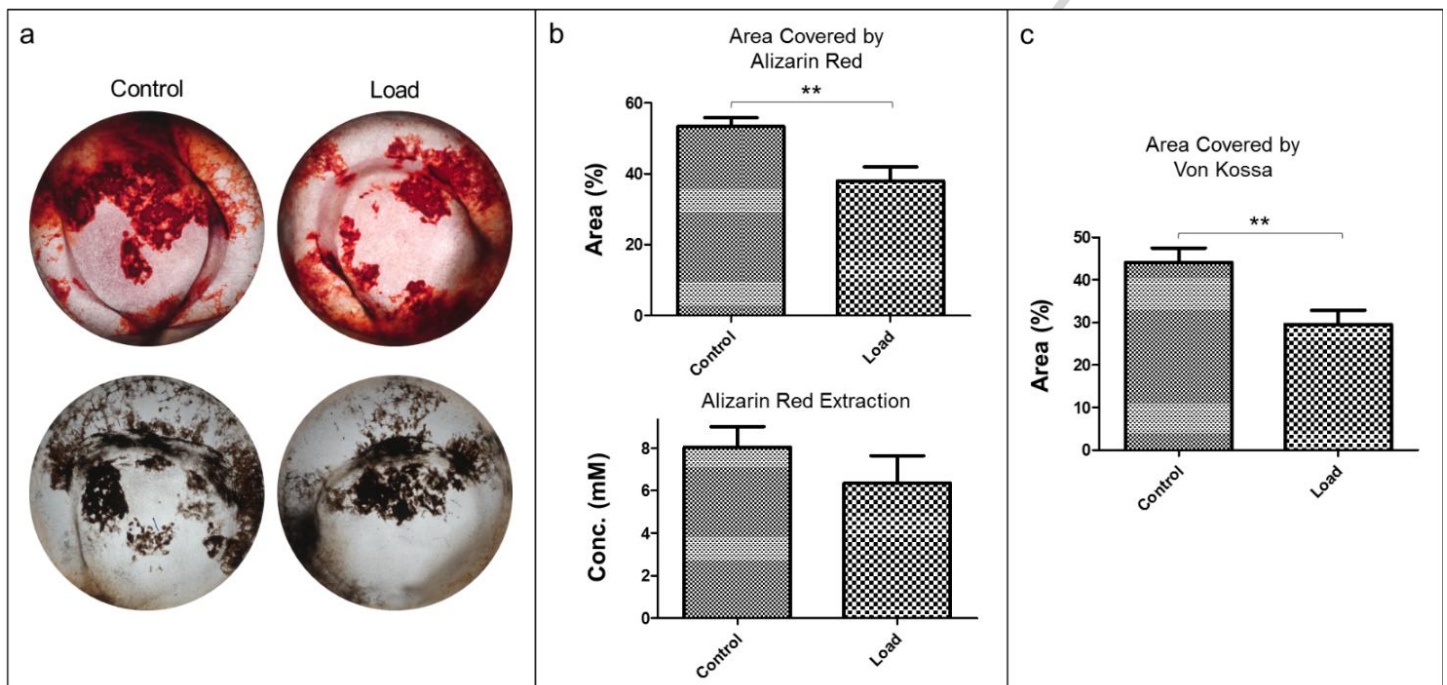 a
Control
Load
b
Area Covered by
Alizarin Red
**
Area (%)
60
40
20
0
Control
Load
Alizarin Red Extraction
Conc. (mM)
8
6
4
2
0
Control
Load
c
Area Covered by
Von Kossa
**
Area (%)
50
40
30
20
10
0
Control
Load